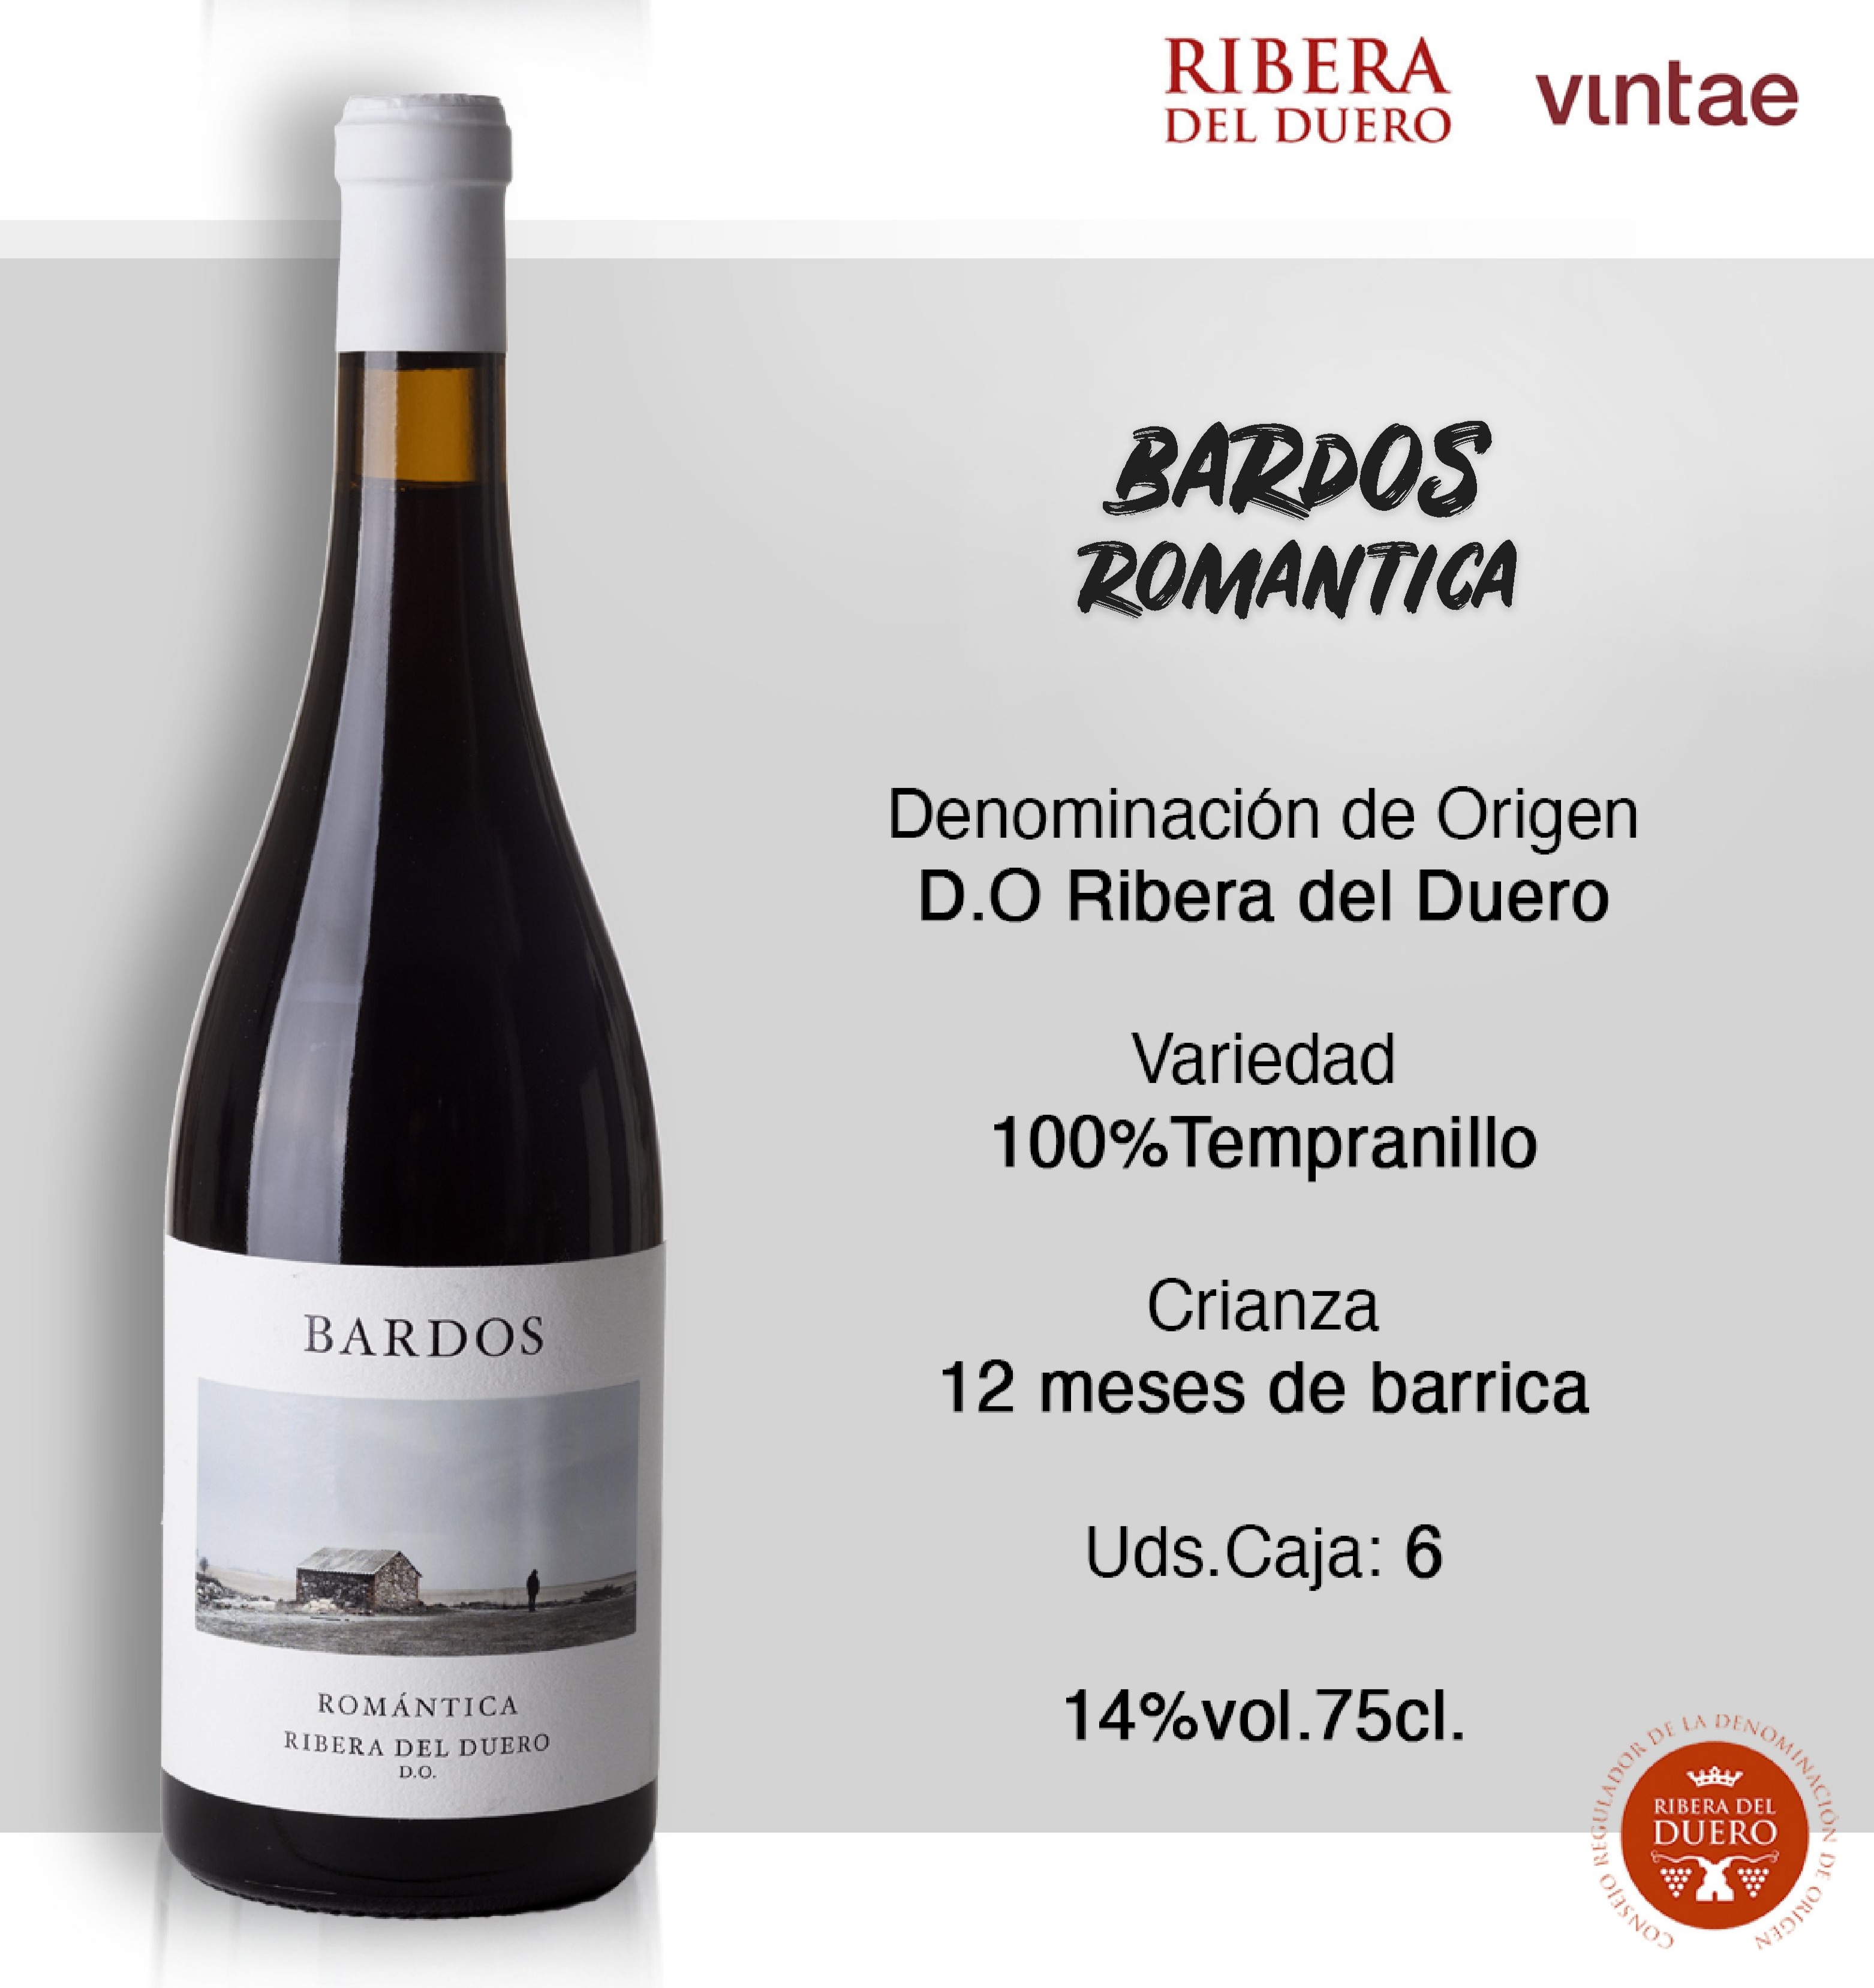 RIBERA
DEL DUERO
vintae
BARDOS
ROMANTICA
Denominación de Origen
D.O Ribera del Duero
Variedad
100%Tempranillo
Crianza
12 meses de barrica
Uds.Caja: 6
14%vol.75cl.
BARDOS
ROMÁNTICA
RIBERA DEL DUERO
D.O.
CONSEJO REGULADOR DE LA DENOMINACIÓN DE ORIGEN
RIBERA DEL
DUERO